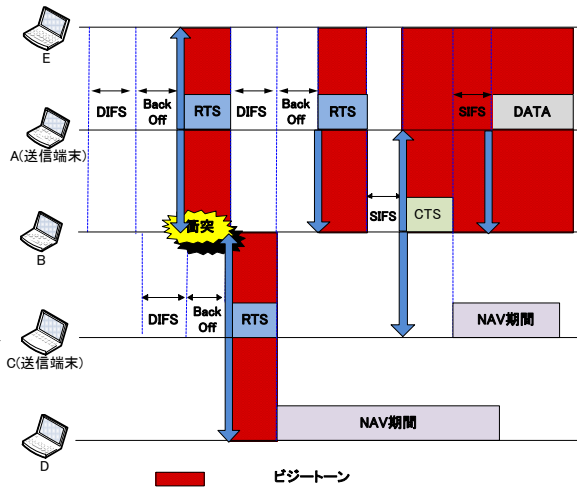 E
DIFS
Back
Off
RTS
DIFS
Back
Off
RTS
SIFS
DATA
A(送信端末)
SIFS
CTS
衝突
B
DIFS
Back
Off
RTS
NAV期間
C(送信端末)
NAV期間
D
ビジートーン